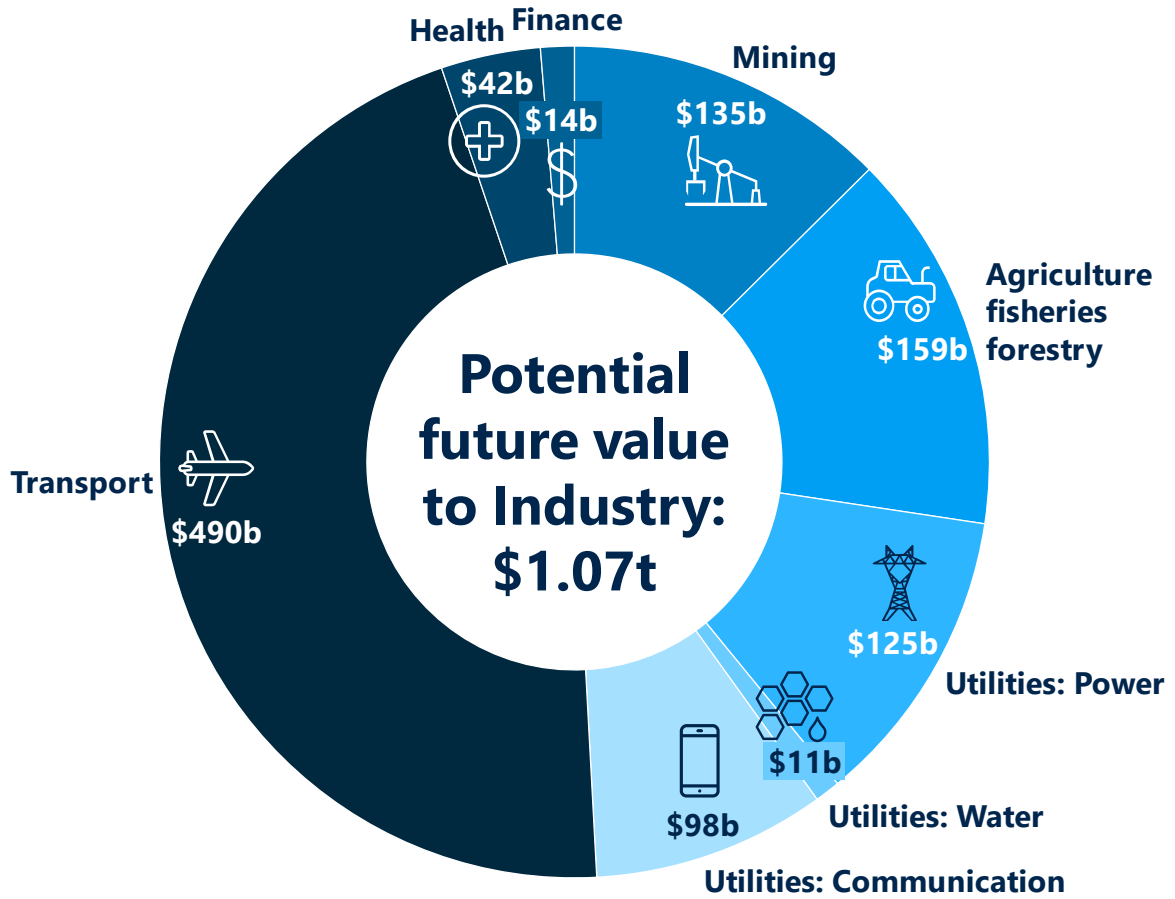 Health
Finance
Mining
$42b
$135b
$14b
Agriculture
fisheries
forestry
$159b
Potential
future value
to Industry:
$1.07t
Transport
$490b
$125b
Utilities: Power
$11b
Utilities: Water
$98b
Utilities: Communication